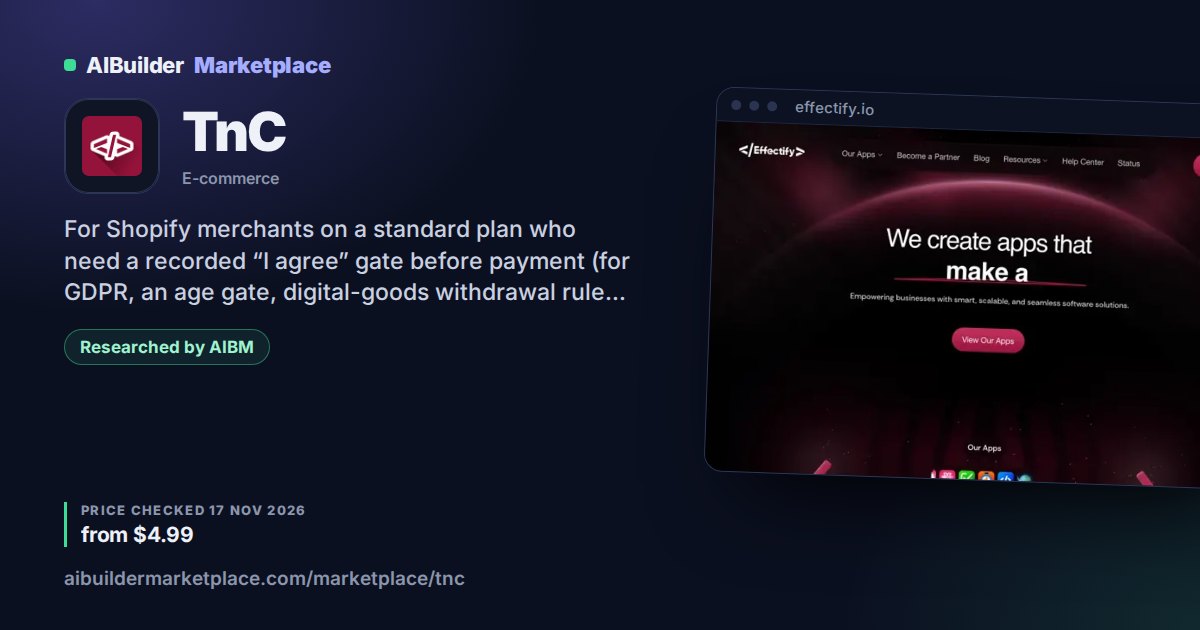 AIBuilder Marketplace
TnC
E-commerce
For Shopify merchants on a standard plan who
need a recorded “I agree” gate before payment (for
GDPR, an age gate, digital-goods withdrawal rule...
Researched by AIBM
PRICE CHECKED 17 NOV 2026
from $4.99
aibuildermarketplace.com/marketplace/tnc
effectify.io
</Effectify>
Our Apps
Become a Partner
Blog
Resources
Help Center
Status
We create apps that
make a
Empowering businesses with smart, scalable, and seamless software solutions.
View Our Apps
Our Apps